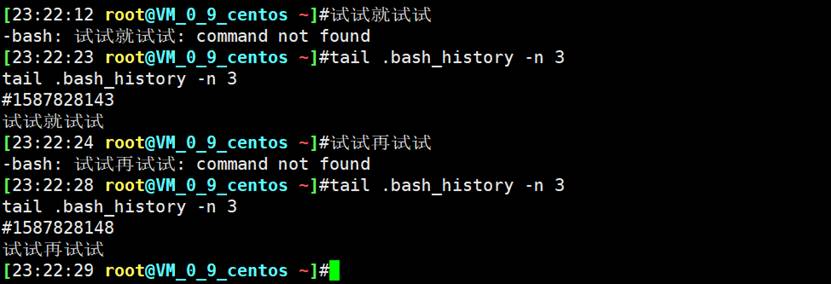 [23:22:12 root@VM_0_9_centos ~]#试试就试试
-bash: 试试就试试: command not found
[23:22:23 root@VM_0_9_centos ~]#tail .bash_history -n 3
tail .bash_history -n 3
#1587828143
试试就试试
[23:22:24 root@VM_0_9_centos ~]#试试再试试
-bash: 试试再试试: command not found
[23:22:28 root@VM_0_9_centos ~]#tail .bash_history -n 3
tail .bash_history -n 3
#1587828148
试试再试试
[23:22:29 root@VM_0_9_centos ~]#